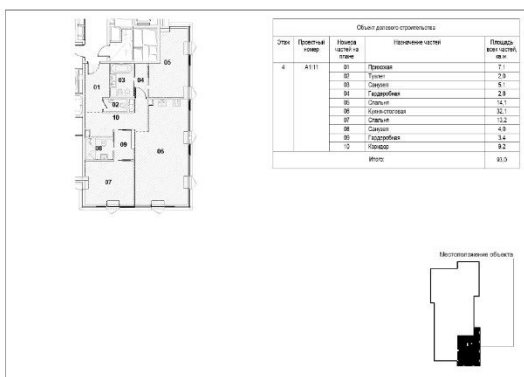 Объект долевого строительства
Этаж Проектный номер Номера частей на плане Назначение частей Площадь всех частей, кв.м
4 А1-11 01 Прихожая 7,1
02 Туалет 2,0
03 Санузел 5,1
04 Гардеробная 2,8
05 Спальня 14,1
06 Кухня-столовая 32,1
07 Спальня 13,2
08 Санузел 4,0
09 Гардеробная 3,4
10 Коридор 9,2
Итого: 93,0
05
03
04
01
02
10
08
09
06
07
Местоположение объекта